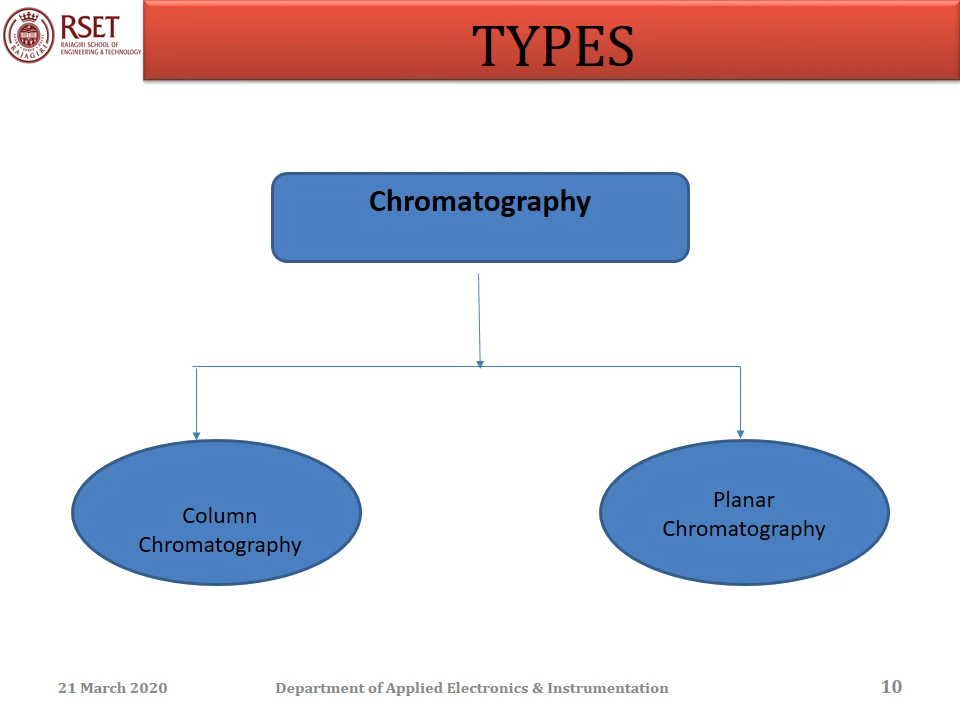 RSET
RAJAGIRI SCHOOL OF
ENGINEERING & TECHNOLOGY
RAJAGIRI
TYPES
Chromatography
Column
Chromatography
Planar
Chromatography
21 March 2020
Department of Applied Electronics & Instrumentation
10